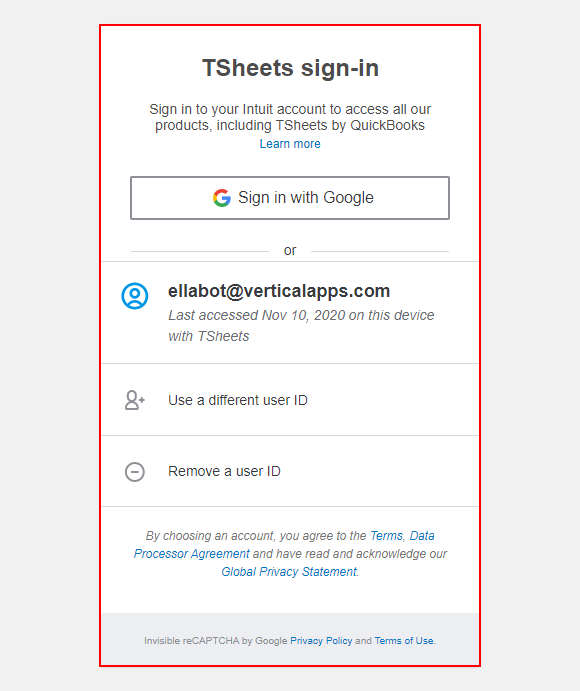 TSheets sign-in
Sign in to your Intuit account to access all our
products, including TSheets by QuickBooks
Learn more
Sign in with Google
or
ellabot@verticalapps.com
Last accessed Nov 10, 2020 on this device
with TSheets
Use a different user ID
Remove a user ID
By choosing an account, you agree to the Terms, Data
Processor Agreement and have read and acknowledge our
Global Privacy Statement.
Invisible reCAPTCHA by Google Privacy Policy and Terms of Use.